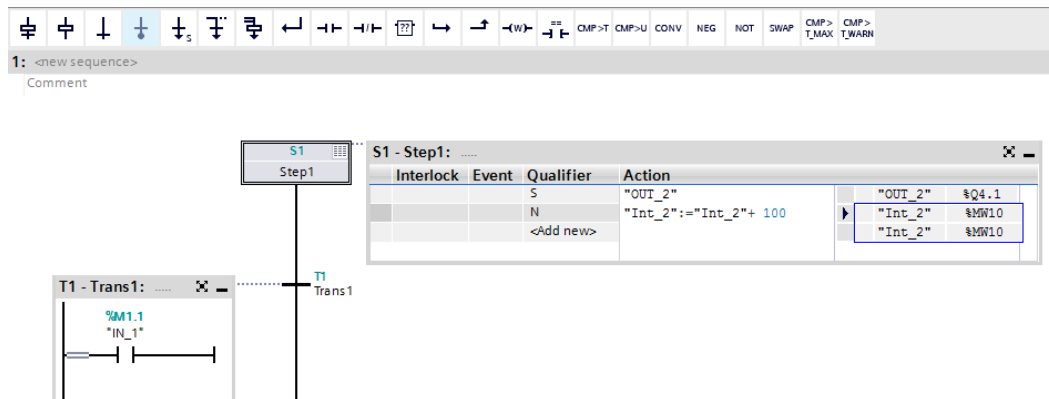 s ?? (W) == CMP>T CMP>U CONV NEG NOT SWAP CMP> T_MAX CMP> T_WARN
1: <new sequence>
Comment
S1
Step1
S1 - Step1: .....
Interlock Event Qualifier Action
S "OUT_2" "OUT_2" %Q4.1
N "Int_2":="Int_2"+ 100 "Int_2" %MW10
<Add new> "Int_2" %MW10
T1
Trans1
T1 - Trans1: .....
%M1.1
"IN_1"